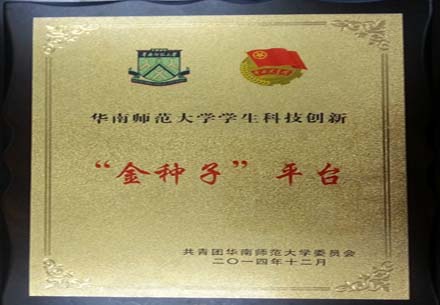 华南师范大学学生科技创新
“金种子”平台
共青团华南师范大学委员会
二〇一四年十二月